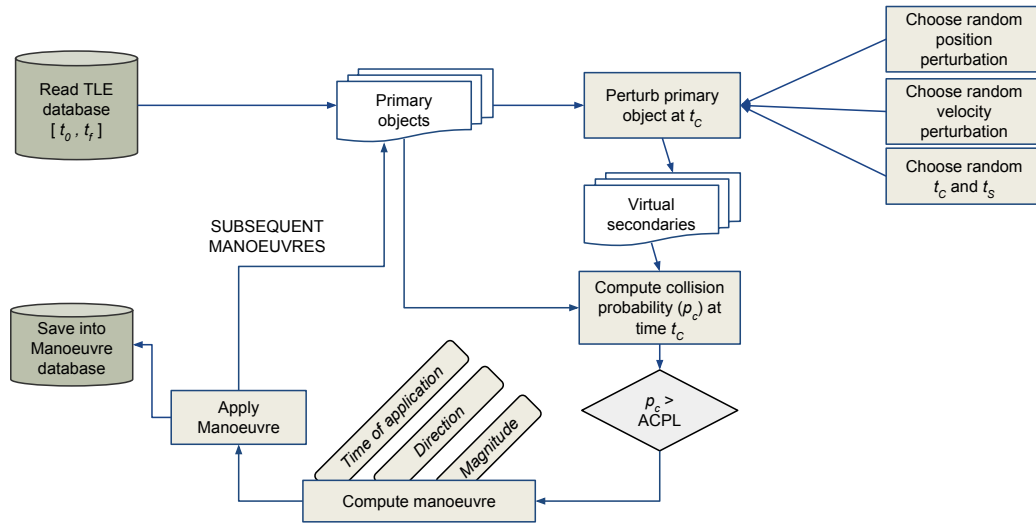 Read TLE
database
[ t0 , tf ]
Primary
objects
Perturb primary
object at tC
Choose random
position
perturbation
Choose random
velocity
perturbation
Choose random
tC and tS
Virtual
secondaries
SUBSEQUENT
MANOEUVRES
Compute collision
probability (pc) at
time tC
Save into
Manoeuvre
database
Apply
Manoeuvre
Time of application
Direction
Magnitude
pc >
ACPL
Compute manoeuvre